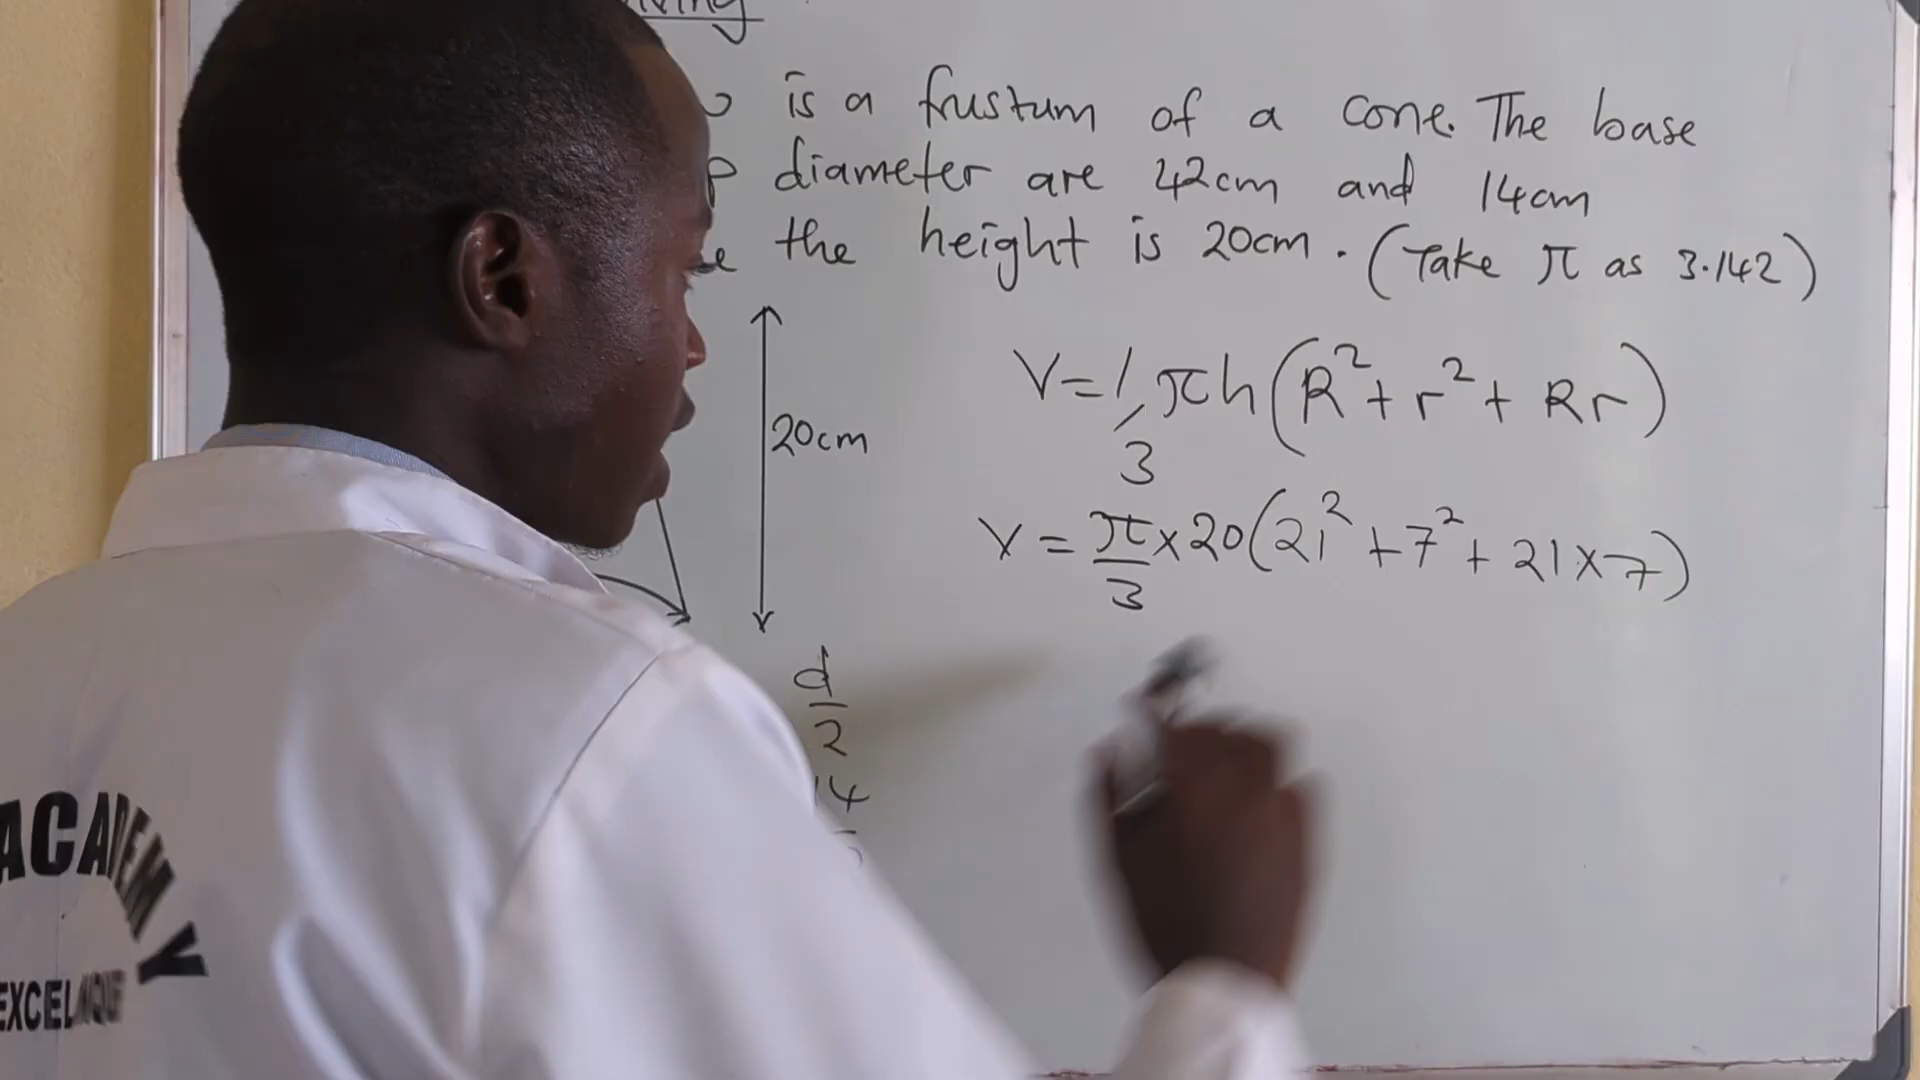 is a frustum of a cone. The base
diameter are 42cm and 14cm
the height is 20cm. (Take π as 3.142)
20cm
V = 1/3 πh(R² + r² + Rr)
V = π/3 × 20(21² + 7² + 21 × 7)
d/2
14
ACADEMY